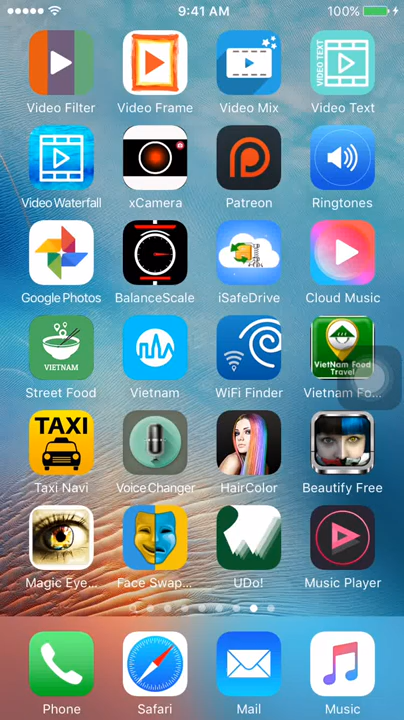 9:41 AM 100%
Video Filter Video Frame Video Mix Video Text
VIDEO TEXT
Video Waterfall xCamera Patreon Ringtones
Google Photos BalanceScale iSafeDrive Cloud Music
VIETNAM
VietNam Food
Travel
Street Food Vietnam WiFi Finder Vietnam Fo...
TAXI
Taxi Navi Voice Changer HairColor Beautify Free
Magic Eye... Face Swap... UDo! Music Player
Phone Safari Mail Music